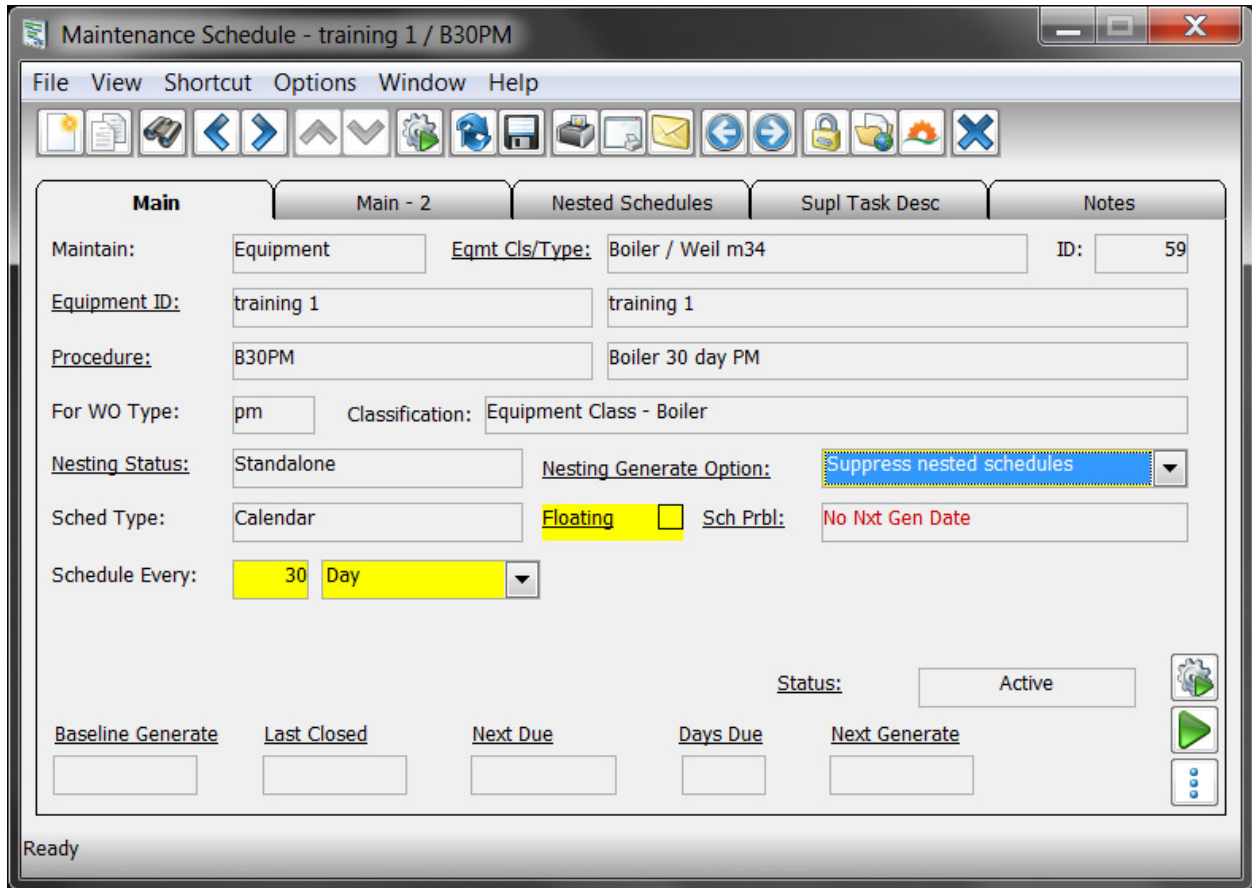 Maintenance Schedule - training 1 / B30PM
File View Shortcut Options Window Help
Main Main - 2 Nested Schedules Supl Task Desc Notes
Maintain: Equipment Eqmt Cls/Type: Boiler / Weil m34 ID: 59
Equipment ID: training 1 training 1
Procedure: B30PM Boiler 30 day PM
For WO Type: pm Classification: Equipment Class - Boiler
Nesting Status: Standalone Nesting Generate Option: Suppress nested schedules
Sched Type: Calendar Floating Sch Prbl: No Nxt Gen Date
Schedule Every: 30 Day
Status: Active
Baseline Generate Last Closed Next Due Days Due Next Generate
Ready